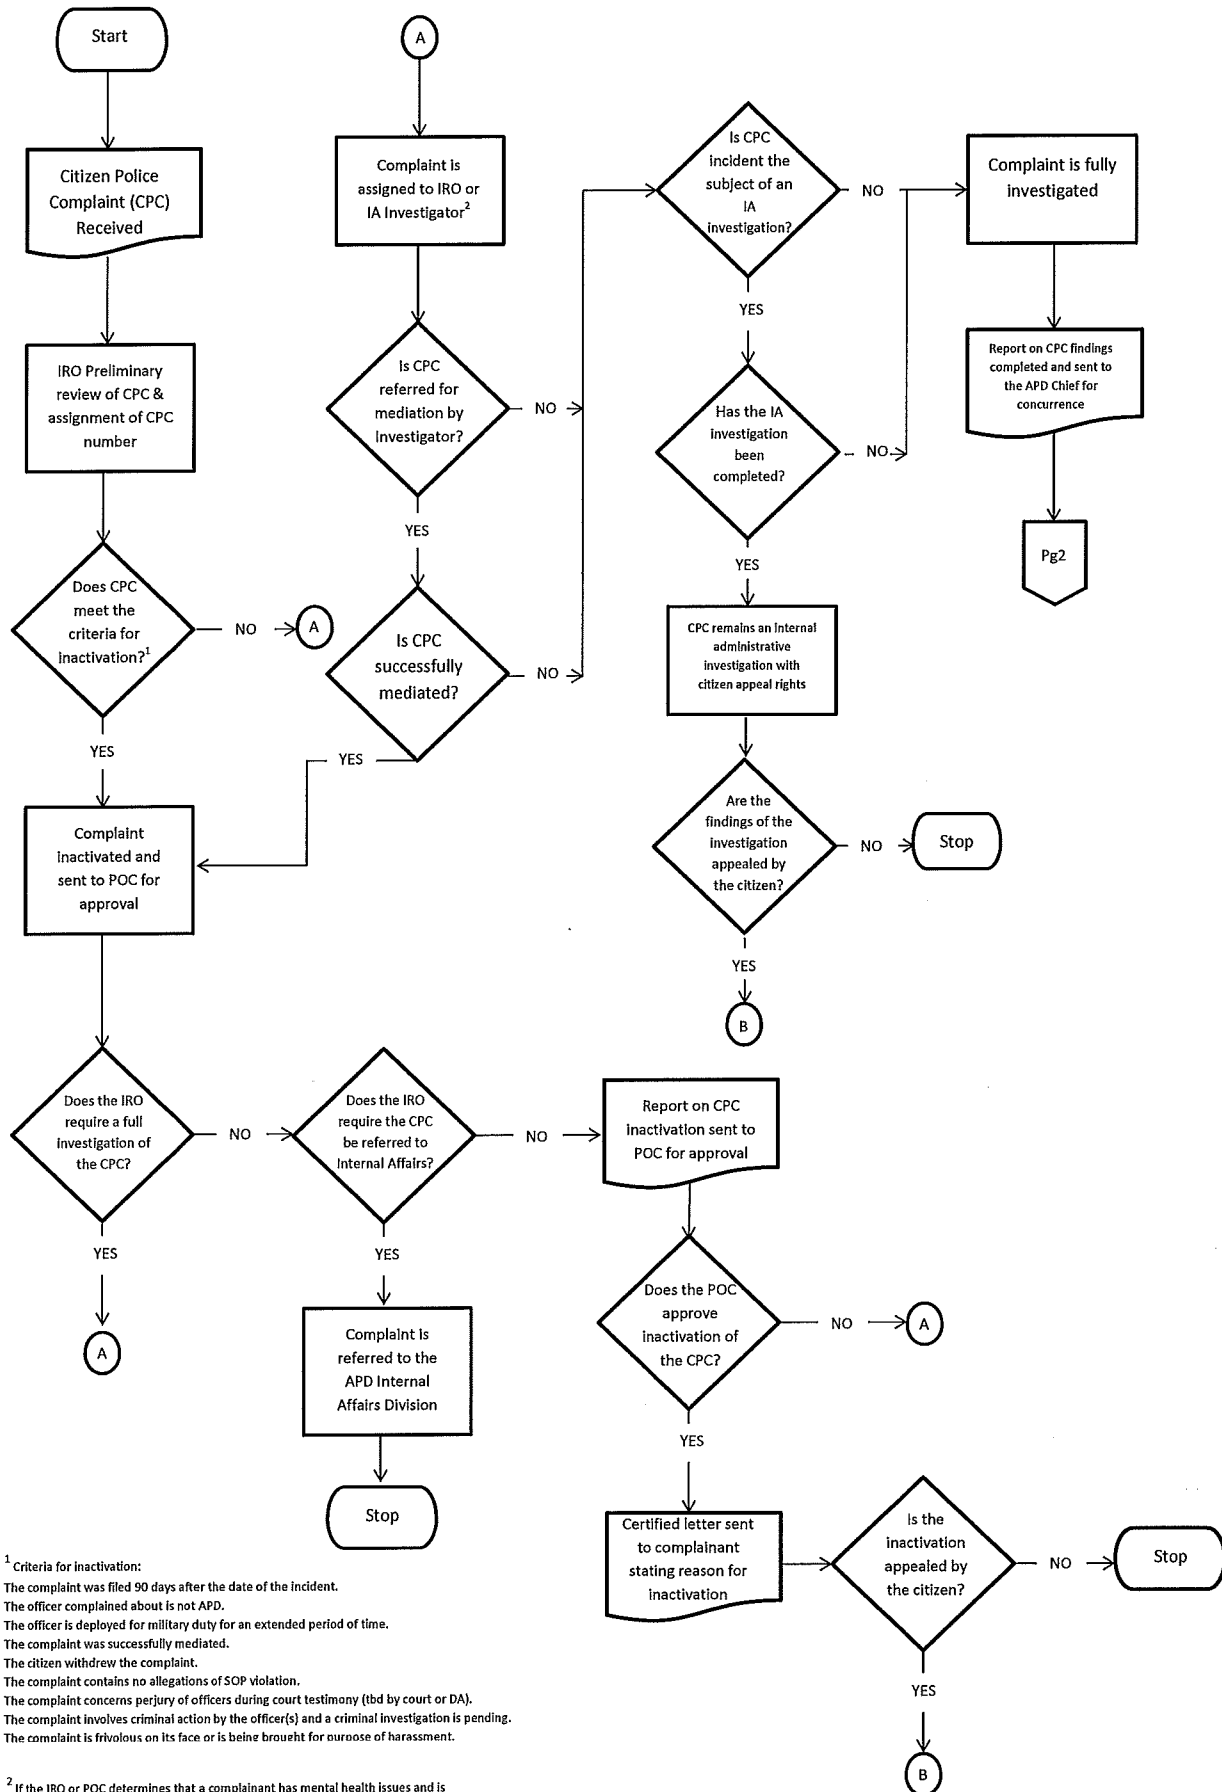 Start
Citizen Police
Complaint (CPC)
Received
IRO Preliminary
review of CPC &
assignment of CPC
number
Does CPC
meet the
criteria for
inactivation?1
NO
A
YES
Complaint
inactivated and
sent to POC for
approval
A
Complaint is
assigned to IRO or
IA Investigator2
Is CPC
referred for
mediation by
Investigator?
NO
YES
Is CPC
successfully
mediated?
NO
YES
Is CPC
incident the
subject of an
IA
investigation?
NO
YES
Has the IA
investigation
been
completed?
NO
YES
CPC remains an internal
administrative
investigation with
citizen appeal rights
Are the
findings of the
investigation
appealed by
the citizen?
NO
Stop
YES
B
Complaint is fully
investigated
Report on CPC findings
completed and sent to
the APD Chief for
concurrence
Pg2
Does the IRO
require a full
investigation of
the CPC?
NO
YES
A
Does the IRO
require the CPC
be referred to
Internal Affairs?
NO
YES
Complaint is
referred to the
APD Internal
Affairs Division
Stop
Report on CPC
inactivation sent to
POC for approval
Does the POC
approve
inactivation of
the CPC?
NO
A
YES
Certified letter sent
to complainant
stating reason for
inactivation
Is the
inactivation
appealed by
the citizen?
NO
Stop
YES
B
1 Criteria for inactivation:
The complaint was filed 90 days after the date of the incident.
The officer complained about is not APD.
The officer is deployed for military duty for an extended period of time.
The complaint was successfully mediated.
The citizen withdrew the complaint.
The complaint contains no allegations of SOP violation.
The complaint concerns perjury of officers during court testimony (tbd by court or DA).
The complaint involves criminal action by the officer(s) and a criminal investigation is pending.
The complaint is frivolous on its face or is being brought for purpose of harassment.
2 If the IRO or POC determines that a complainant has mental health issues and is